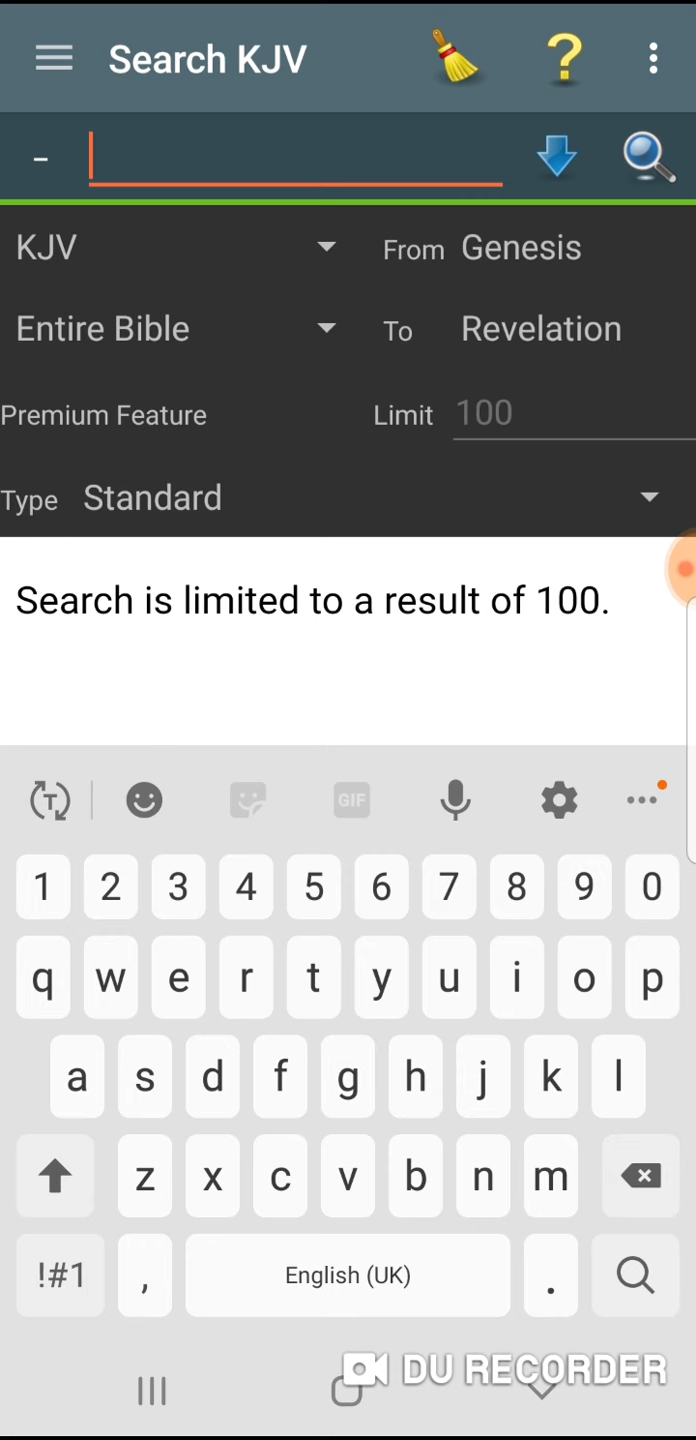 Search KJV
?
-
KJV From Genesis
Entire Bible To Revelation
Premium Feature Limit 100
Type Standard
Search is limited to a result of 100.
T GIF
1 2 3 4 5 6 7 8 9 0
q w e r t y u i o p
a s d f g h j k l
z x c v b n m
!#1 , English (UK) .
DU RECORDER